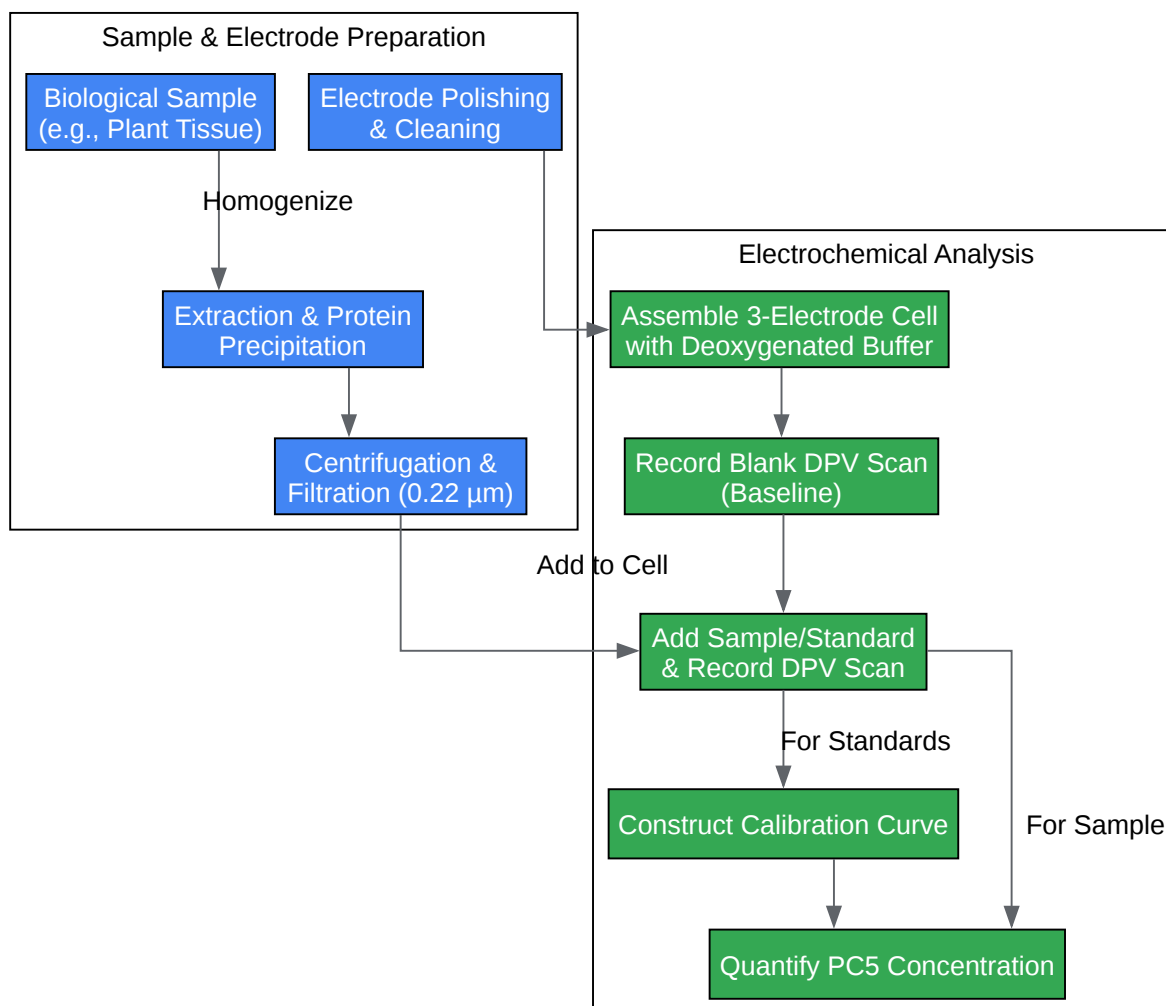 Sample & Electrode Preparation
Biological Sample
(e.g., Plant Tissue)
Electrode Polishing
& Cleaning
Homogenize
Extraction & Protein
Precipitation
Centrifugation &
Filtration (0.22 µm)
Electrochemical Analysis
Assemble 3-Electrode Cell
with Deoxygenated Buffer
Record Blank DPV Scan
(Baseline)
Add to Cell
Add Sample/Standard
& Record DPV Scan
For Standards
Construct Calibration Curve
For Sample
Quantify PC5 Concentration